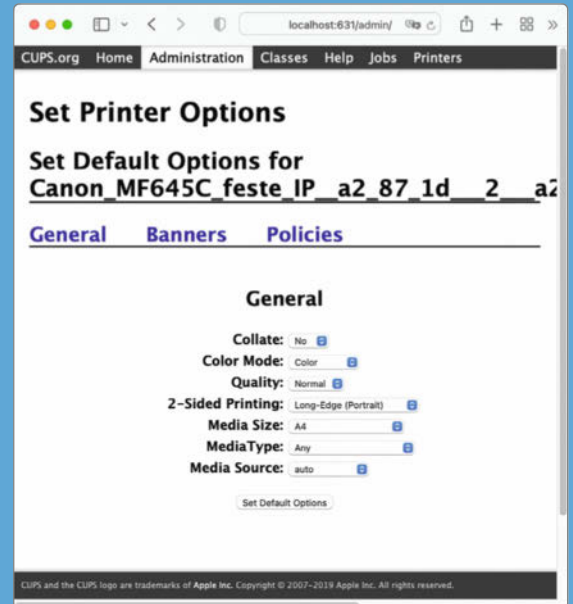 localhost:631/admin/
CUPS.org Home Administration Classes Help Jobs Printers
Set Printer Options
Set Default Options for
Canon_MF645C_feste_IP__a2_87_1d___2___a2
General Banners Policies
General
Collate: No
Color Mode: Color
Quality: Normal
2-Sided Printing: Long-Edge (Portrait)
Media Size: A4
MediaType: Any
Media Source: auto
Set Default Options
CUPS and the CUPS logo are trademarks of Apple Inc. Copyright © 2007-2019 Apple Inc. All rights reserved.